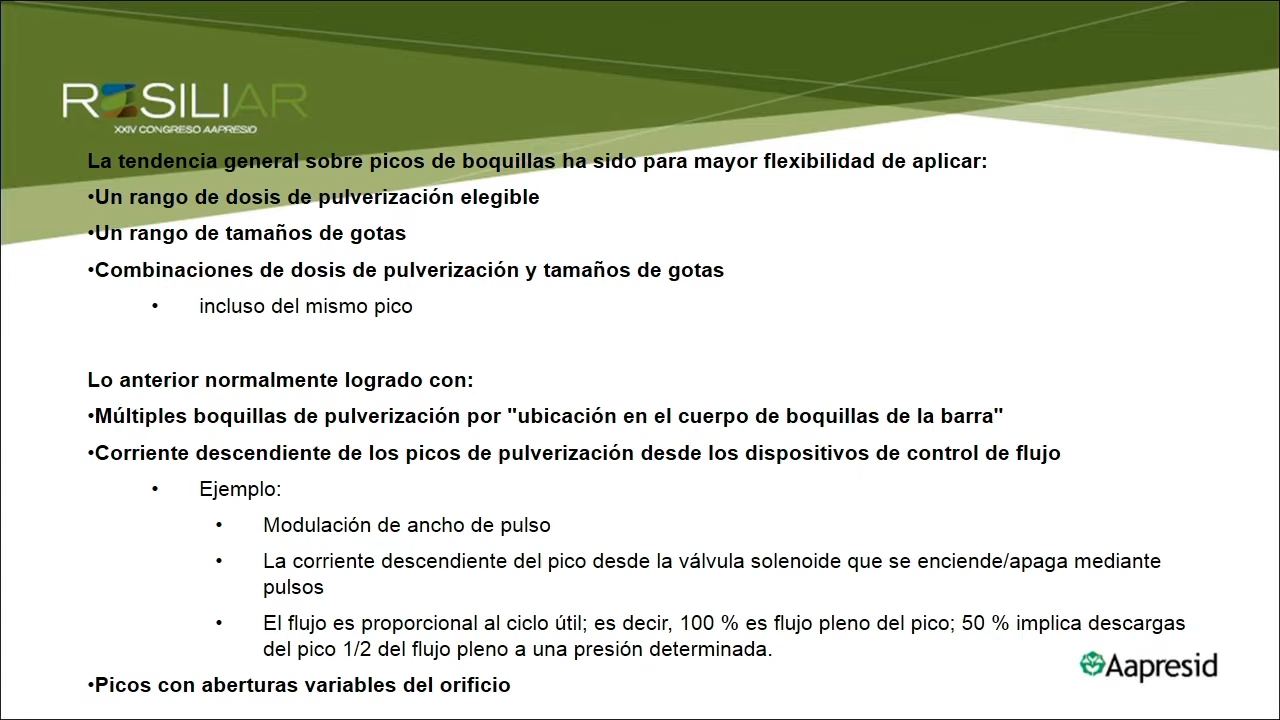 RESILIAR
XXIV CONGRESO AAPRESID
La tendencia general sobre picos de boquillas ha sido para mayor flexibilidad de aplicar:
•Un rango de dosis de pulverización elegible
•Un rango de tamaños de gotas
•Combinaciones de dosis de pulverización y tamaños de gotas
• incluso del mismo pico
Lo anterior normalmente logrado con:
•Múltiples boquillas de pulverización por "ubicación en el cuerpo de boquillas de la barra"
•Corriente descendiente de los picos de pulverización desde los dispositivos de control de flujo
• Ejemplo:
• Modulación de ancho de pulso
• La corriente descendiente del pico desde la válvula solenoide que se enciende/apaga mediante
pulsos
• El flujo es proporcional al ciclo útil; es decir, 100 % es flujo pleno del pico; 50 % implica descargas
del pico 1/2 del flujo pleno a una presión determinada.
•Picos con aberturas variables del orificio
Aapresid